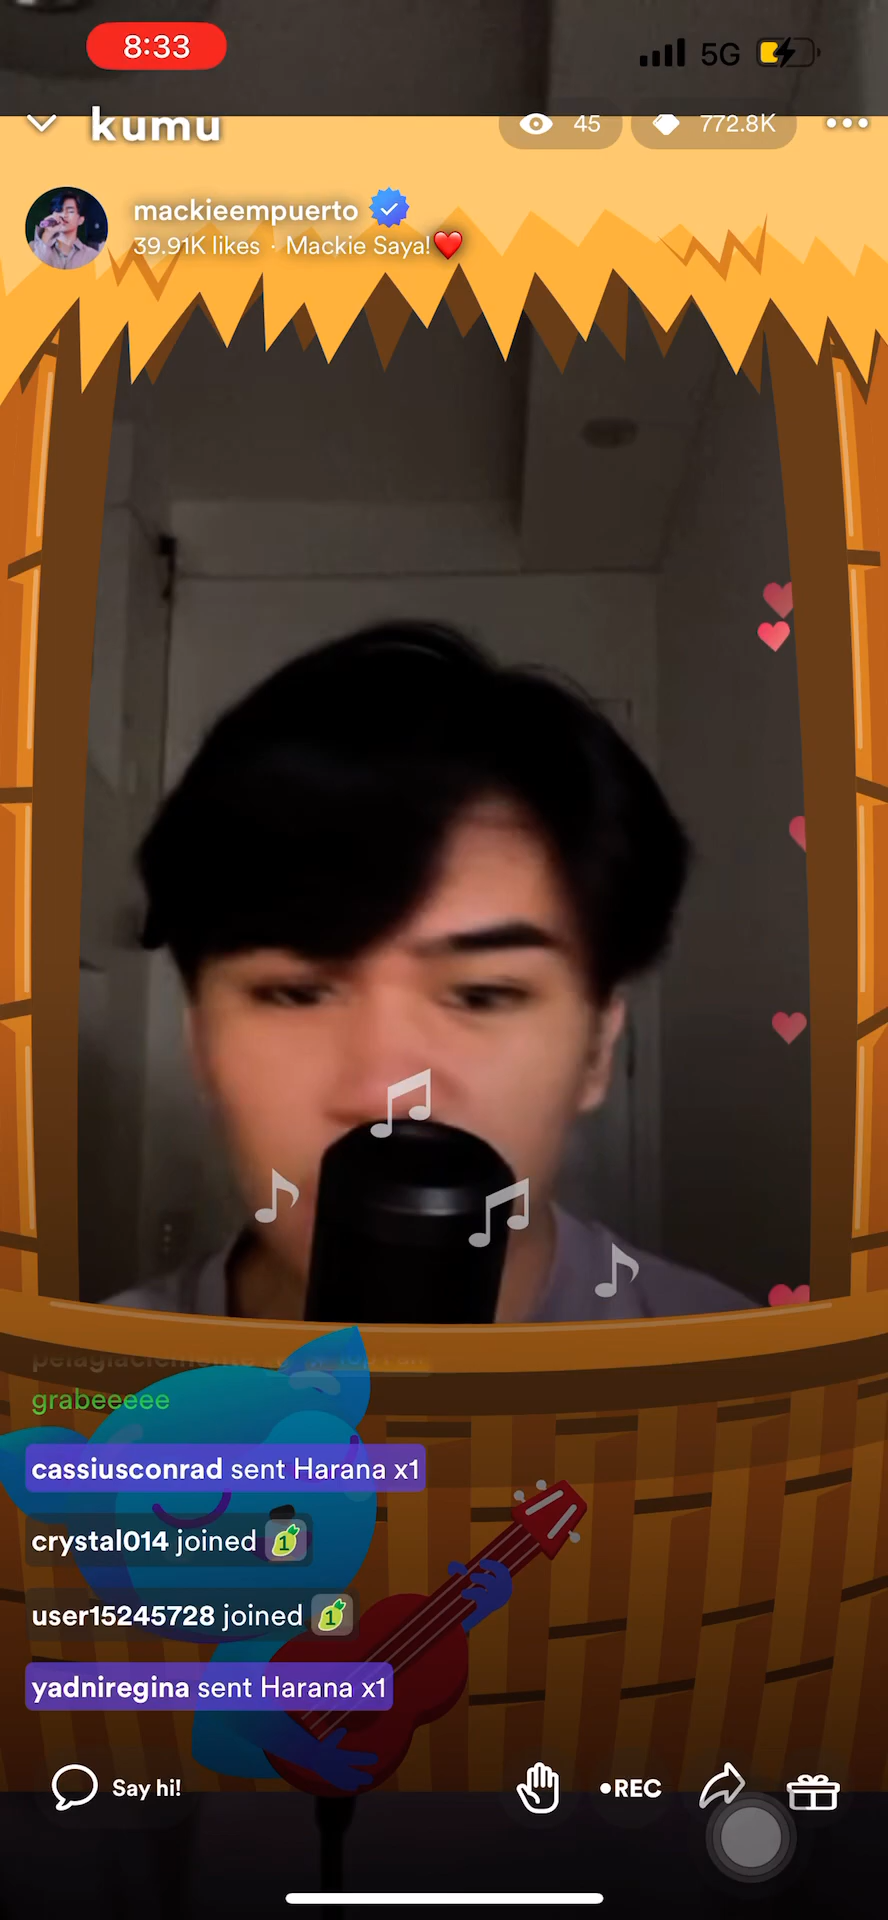 8:33
5G
kumu
45
772.8K
mackieempuerto
39.91K likes · Mackie Saya!❤️
grabeeeee
cassiusconrad sent Harana x1
crystal014 joined 1
user15245728 joined 1
yadniregina sent Harana x1
Say hi!
•REC